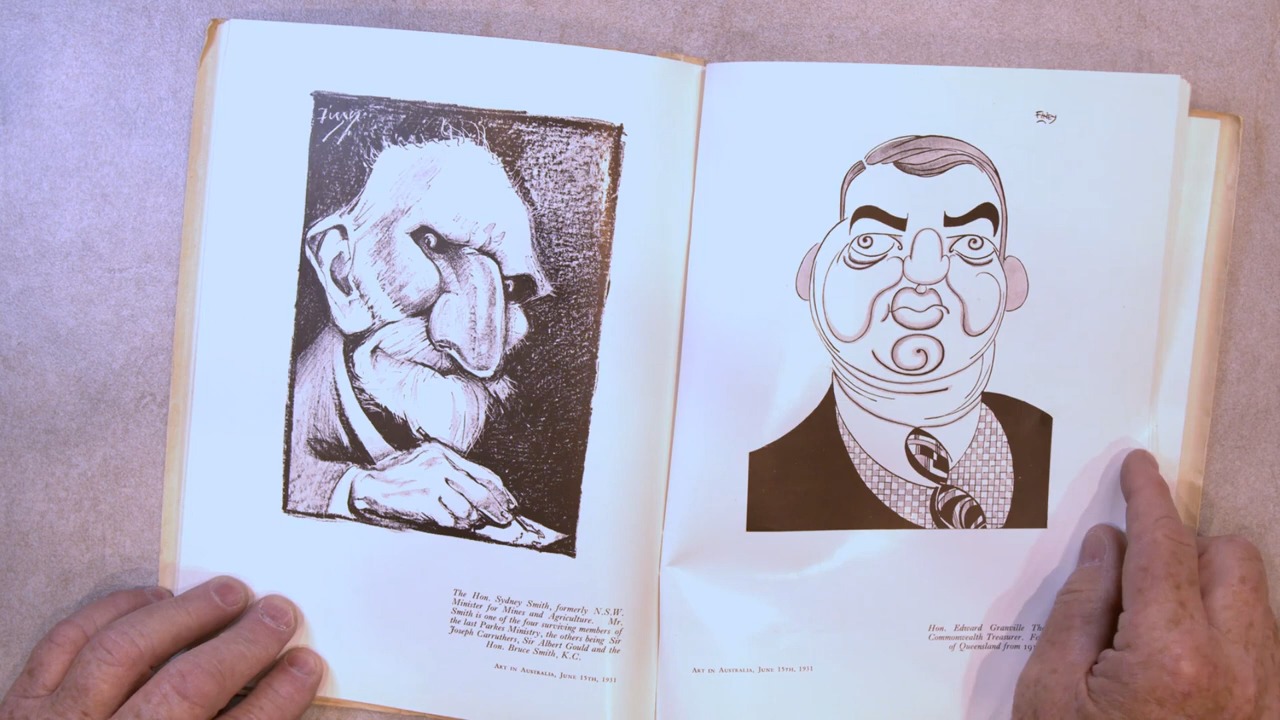 Finey
The Hon. Sydney Smith, formerly N.S.W.
Minister for Mines and Agriculture. Mr.
Smith is one of the four surviving members of
the last Parkes Ministry, the others being Sir
Joseph Carruthers, Sir Albert Gould and the
Hon. Bruce Smith, K.C.
Art in Australia, June 15th, 1931
Finey
Hon. Edward Granville
Commonwealth Treasurer.
of Queensland from
Art in Australia, June 15th, 1931